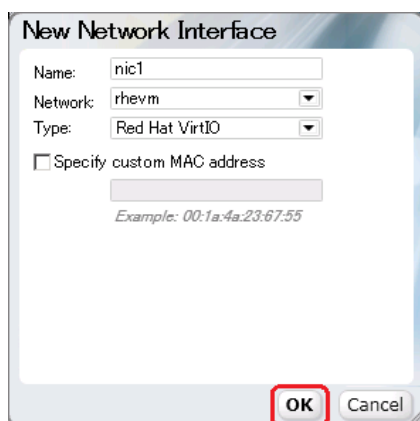 New Network Interface
Name: nic1
Network: rhevm
Type: Red Hat VirtIO
Specify custom MAC address
Example: 00:1a:4a:23:67:55
OK Cancel